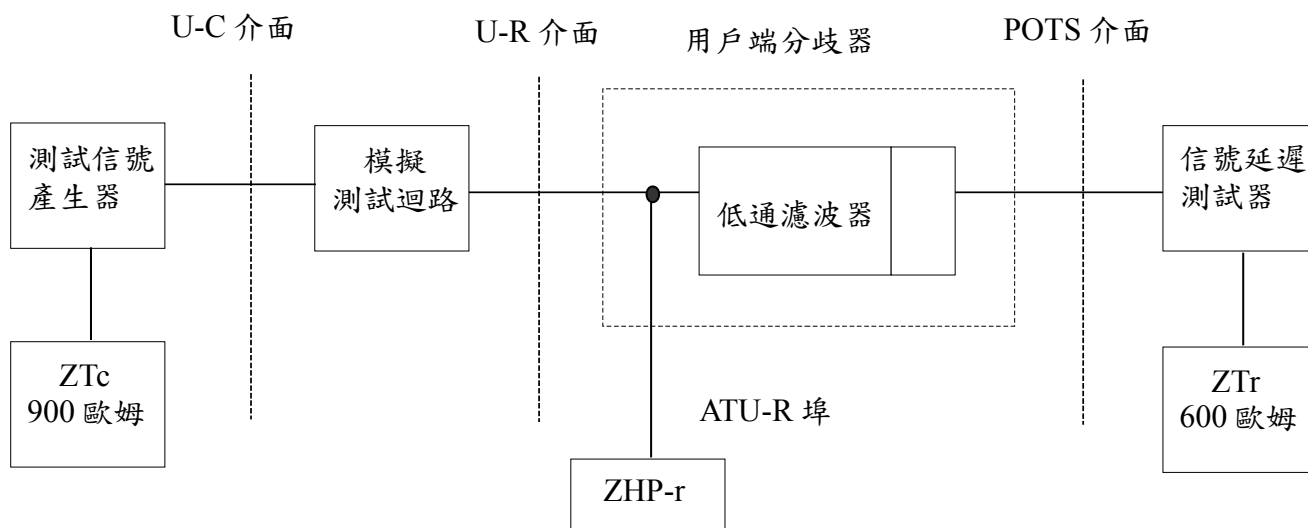 U-C 介面
U-R 介面
用戶端分歧器
POTS 介面
測試信號
產生器
模擬
測試迴路
低通濾波器
信號延遲
測試器
ZTc
900 歐姆
ATU-R 埠
ZTr
600 歐姆
ZHP-r